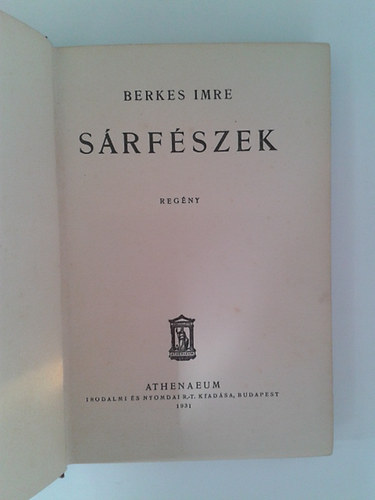 BERKES IMRE
SÁRFÉSZEK
REGÉNY
ATHENAEUM
IRODALMI ÉS NYOMDAI R.-T. KIADÁSA, BUDAPEST
1931